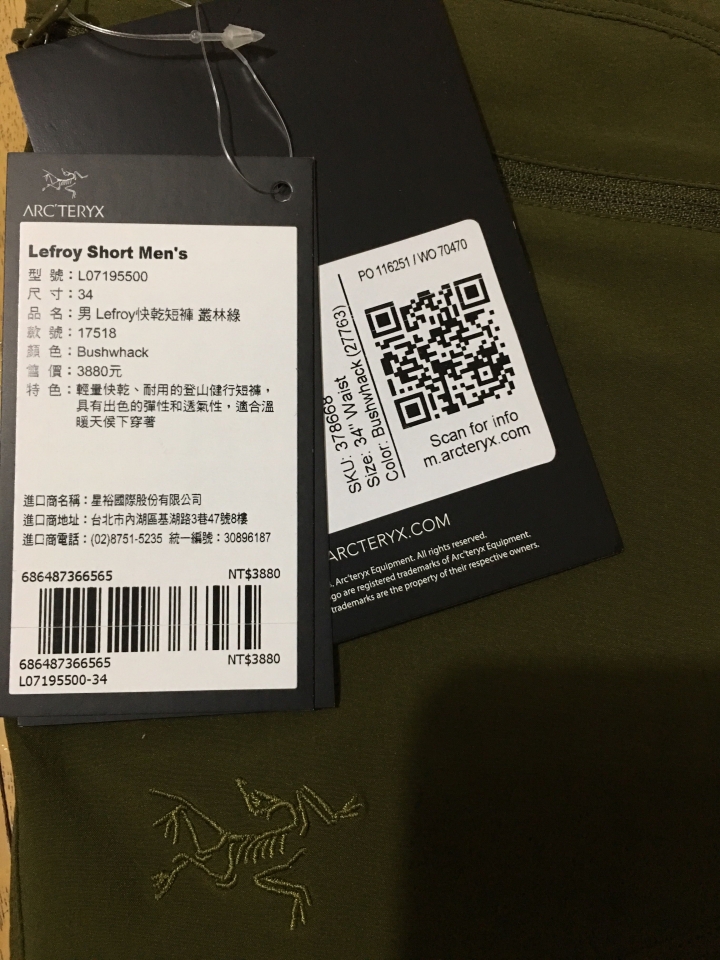 ARC'TERYX
Lefroy Short Men's
型 號：L07195500
尺 寸：34
品 名：男 Lefroy快乾短褲 叢林綠
款 號：17518
顏 色：Bushwhack
售 價：3880元
特 色：輕量快乾、耐用的登山健行短褲，
具有出色的彈性和透氣性，適合溫
暖天侯下穿著
進口商名稱：星裕國際股份有限公司
進口商地址：台北市內湖區基湖路3巷47號8樓
進口商電話：(02)8751-5235 統一編號：30896187
686487366565 NT$3880
686487366565 NT$3880
L07195500-34
PO 116251 / WO 70470
SKU: 378668
Size: 34" Waist
Color: Bushwhack (27763)
Scan for info
m.arcteryx.com
ARCTERYX.COM
Arc'teryx Equipment. All rights reserved.
are registered trademarks of Arc'teryx Equipment.
trademarks are the property of their respective owners.